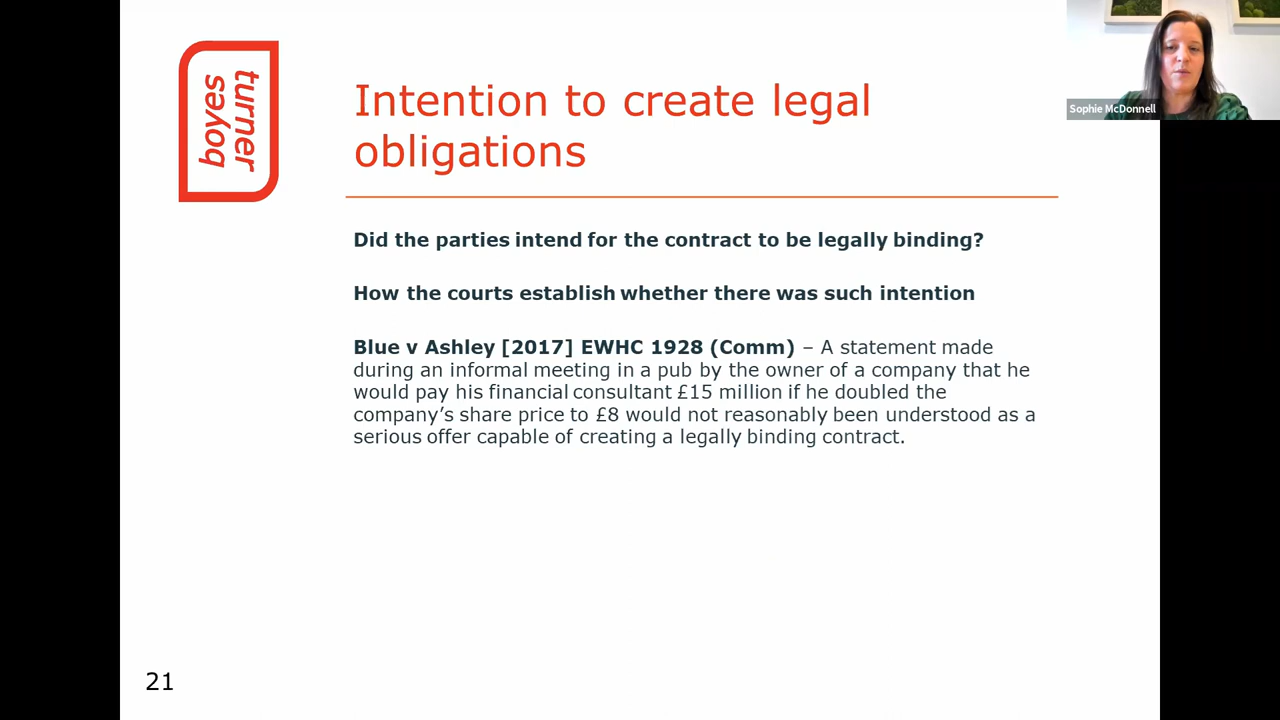 boyes
turner
Intention to create legal
obligations
Sophie McDonnell
Did the parties intend for the contract to be legally binding?
How the courts establish whether there was such intention
Blue v Ashley [2017] EWHC 1928 (Comm) – A statement made
during an informal meeting in a pub by the owner of a company that he
would pay his financial consultant £15 million if he doubled the
company's share price to £8 would not reasonably been understood as a
serious offer capable of creating a legally binding contract.
21